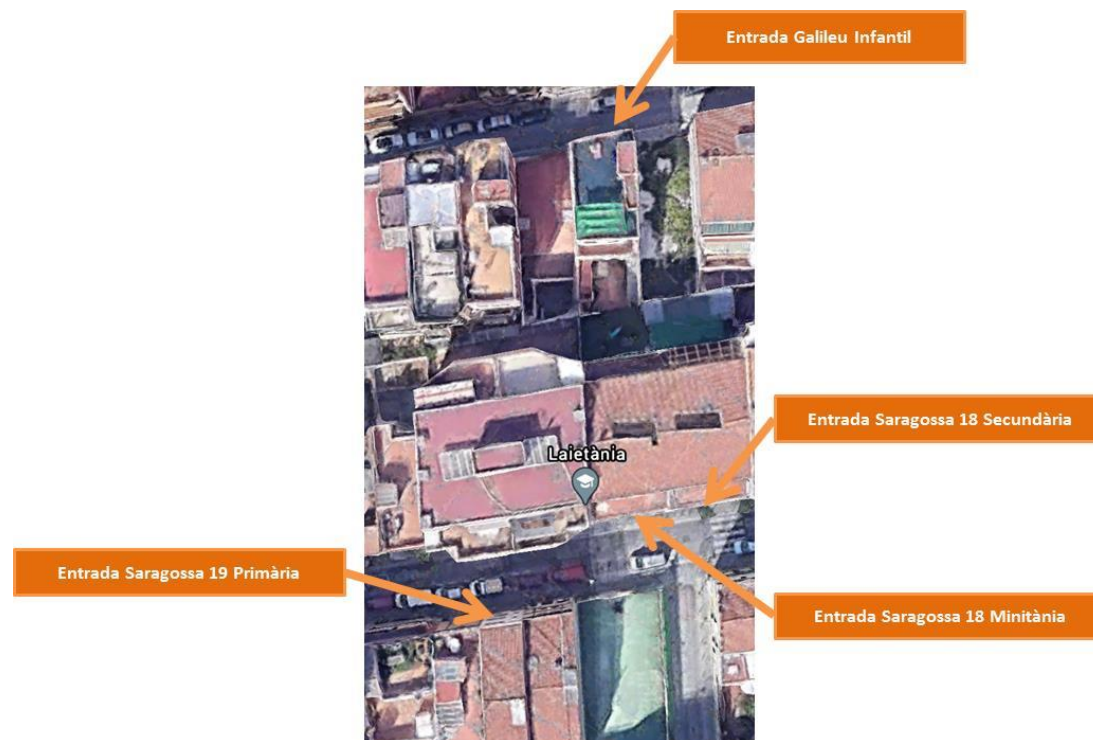 Entrada Galileu Infantil
Entrada Saragossa 18 Secundària
Laietània
Entrada Saragossa 19 Primària
Entrada Saragossa 18 Minitània